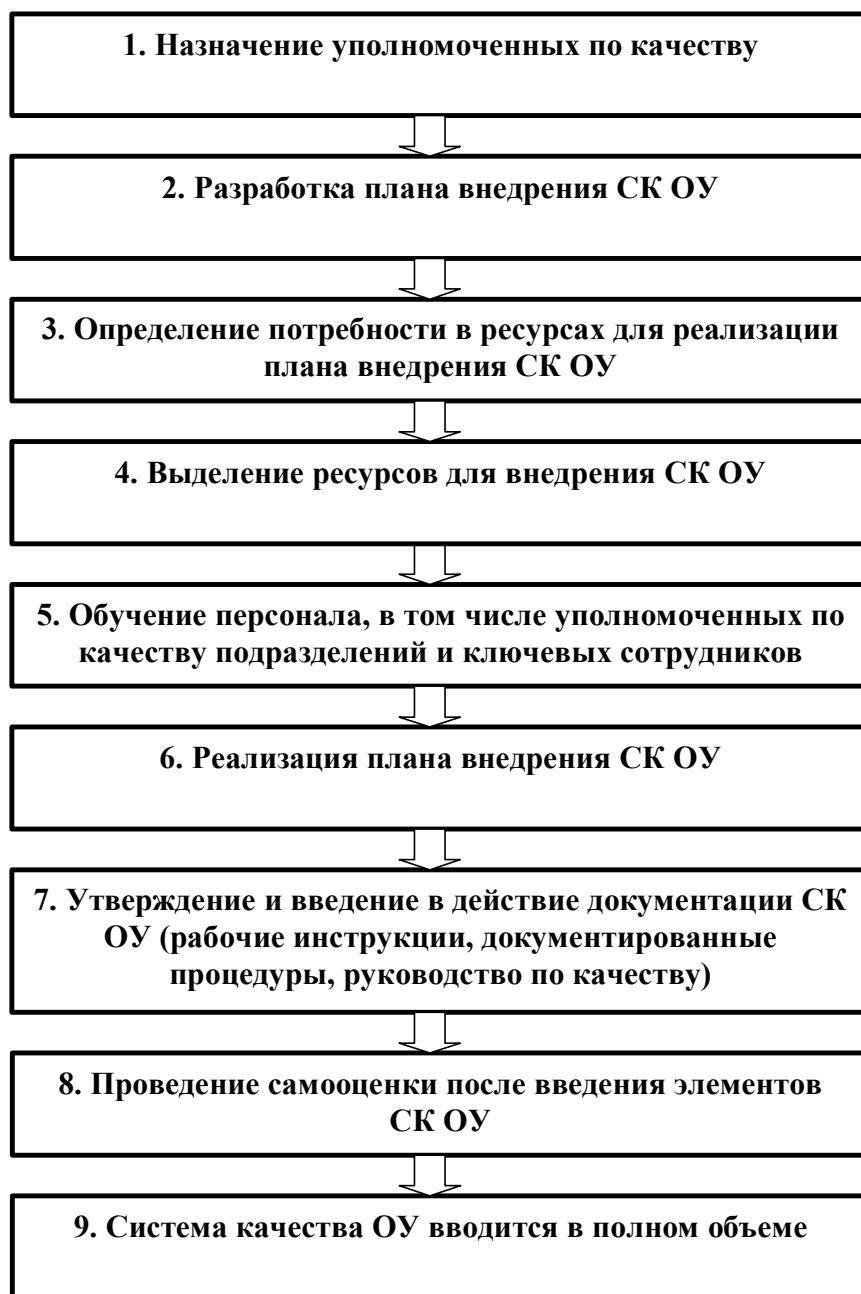 1. Назначение уполномоченных по качеству
2. Разработка плана внедрения СК ОУ
3. Определение потребности в ресурсах для реализации
плана внедрения СК ОУ
4. Выделение ресурсов для внедрения СК ОУ
5. Обучение персонала, в том числе уполномоченных по
качеству подразделений и ключевых сотрудников
6. Реализация плана внедрения СК ОУ
7. Утверждение и введение в действие документации СК
ОУ (рабочие инструкции, документированные
процедуры, руководство по качеству)
8. Проведение самооценки после введения элементов
СК ОУ
9. Система качества ОУ вводится в полном объеме